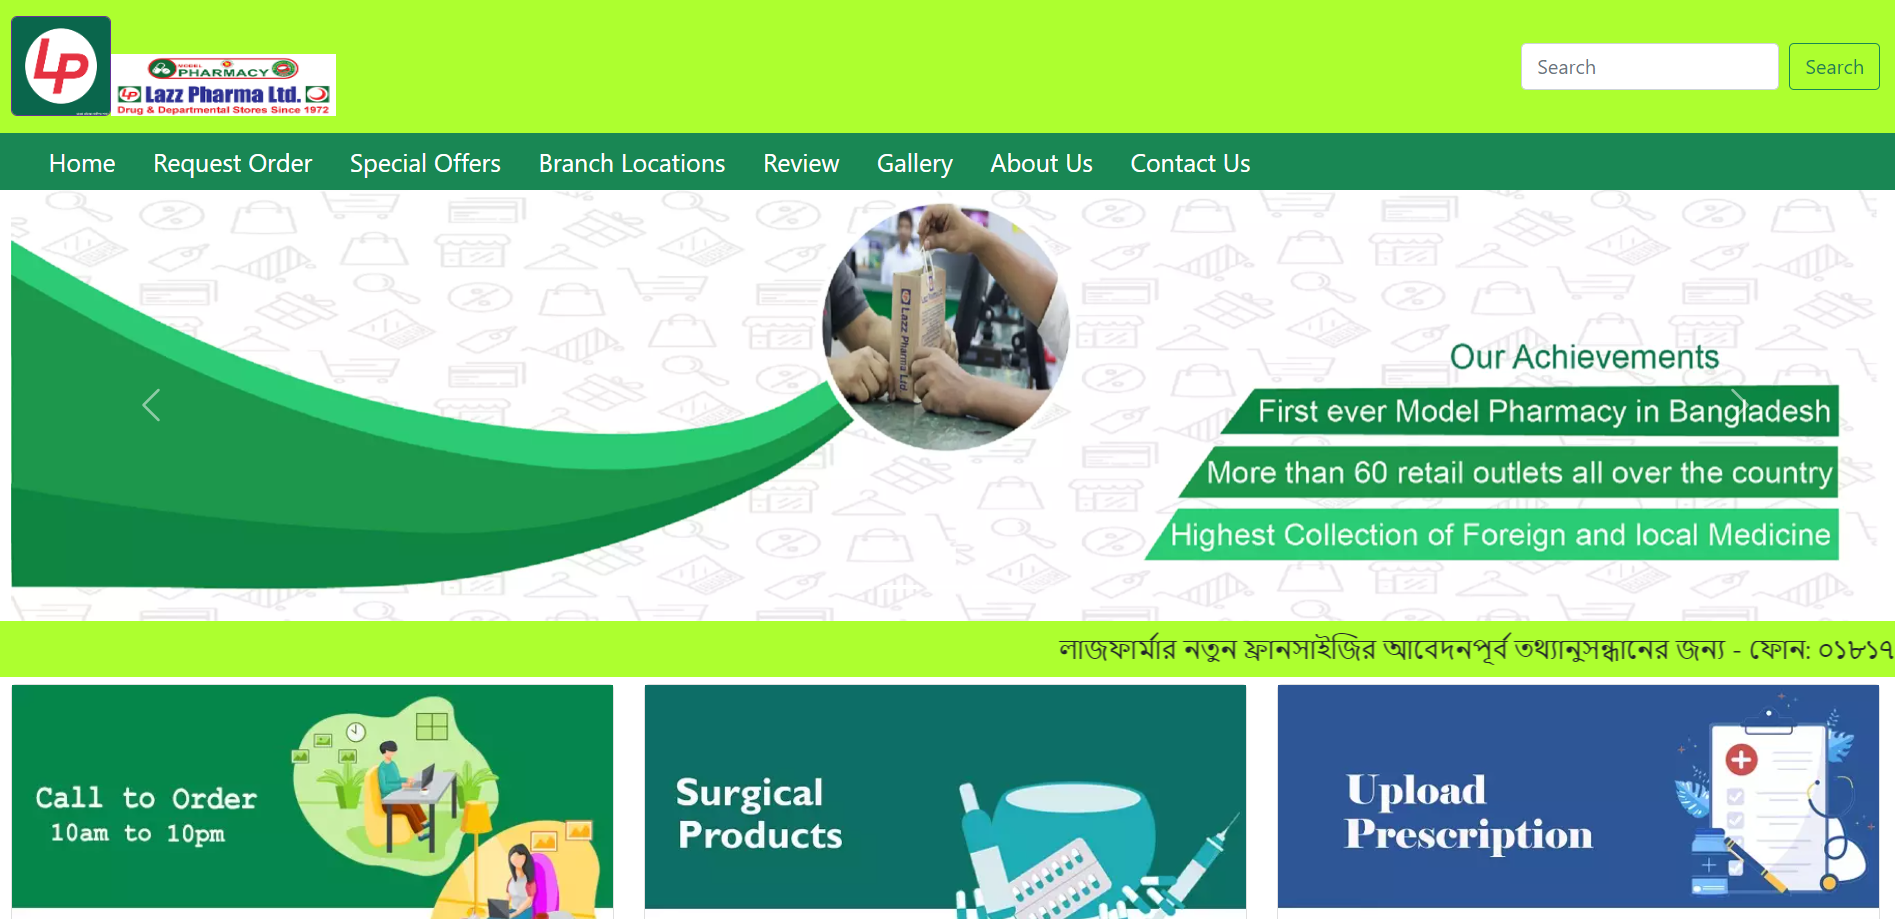 LP
MODEL
PHARMACY
LP Lazz Pharma Ltd.
Drug & Departmental Stores Since 1972
Search
Search
Home
Request Order
Special Offers
Branch Locations
Review
Gallery
About Us
Contact Us
Lazz Pharma Ltd.
Our Achievements
First ever Model Pharmacy in Bangladesh
More than 60 retail outlets all over the country
Highest Collection of Foreign and local Medicine
লাজফার্মার নতুন ফ্রানসাইজির আবেদনপূর্ব তথ্যানুসন্ধানের জন্য - ফোন: ০১৮১৭
Call to Order
10am to 10pm
Surgical
Products
Upload
Prescription